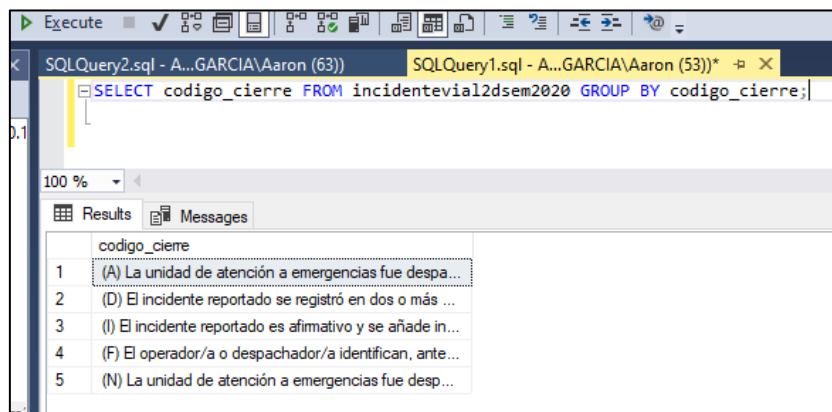 Execute
SQLQuery2.sql - A...GARCIA\Aaron (63))
SQLQuery1.sql - A...GARCIA\Aaron (53))*
SELECT codigo_cierre FROM incidentevial2dsem2020 GROUP BY codigo_cierre;
0.1
100 %
Results
Messages
codigo_cierre
1 (A) La unidad de atención a emergencias fue despa...
2 (D) El incidente reportado se registró en dos o más ...
3 (I) El incidente reportado es afirmativo y se añade in...
4 (F) El operador/a o despachador/a identifican, ante...
5 (N) La unidad de atención a emergencias fue desp...